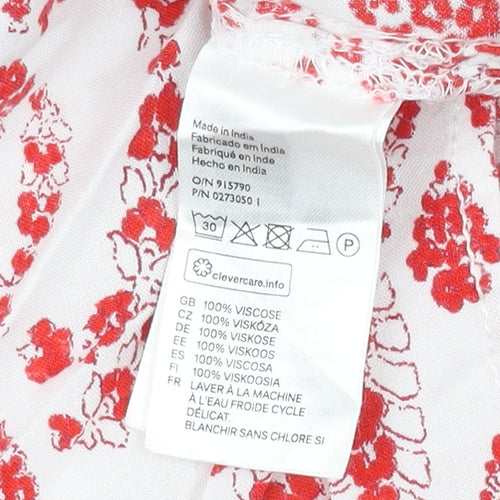 Made in India
Fabricado em India
Fabriqué en Inde
Hecho en India
O/N 915790
P/N 0273050 1
30 P
clevercare.info
GB 100% VISCOSE
CZ 100% VISKÓZA
DE 100% VISKOSE
EE 100% VISKOOS
ES 100% VISCOSA
FI 100% VISKOOSIA
FR LAVER À LA MACHINE
À L'EAU FROIDE CYCLE
DÉLICAT.
BLANCHIR SANS CHLORE SI